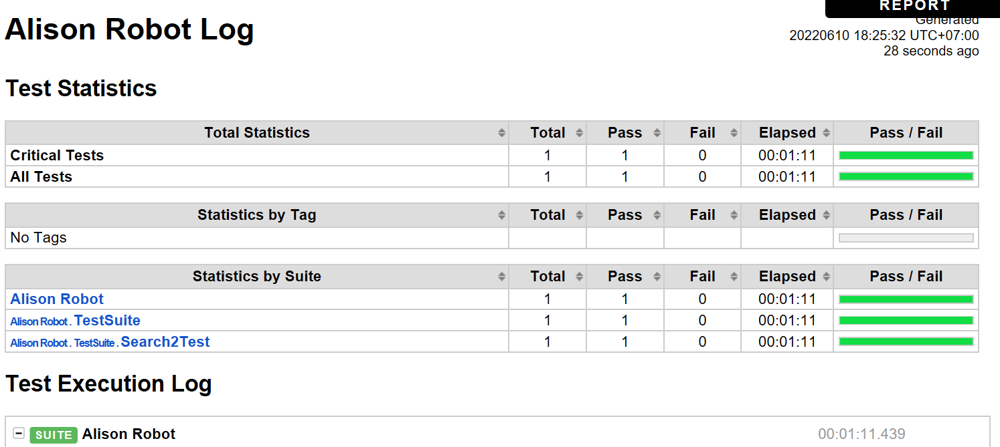 REPORT
Alison Robot Log
Generated
20220610 18:25:32 UTC+07:00
28 seconds ago
Test Statistics
Total Statistics Total Pass Fail Elapsed Pass / Fail
Critical Tests 1 1 0 00:01:11
All Tests 1 1 0 00:01:11
Statistics by Tag Total Pass Fail Elapsed Pass / Fail
No Tags
Statistics by Suite Total Pass Fail Elapsed Pass / Fail
Alison Robot 1 1 0 00:01:11
Alison Robot . TestSuite 1 1 0 00:01:11
Alison Robot . TestSuite . Search2Test 1 1 0 00:01:11
Test Execution Log
SUITE Alison Robot 00:01:11.439